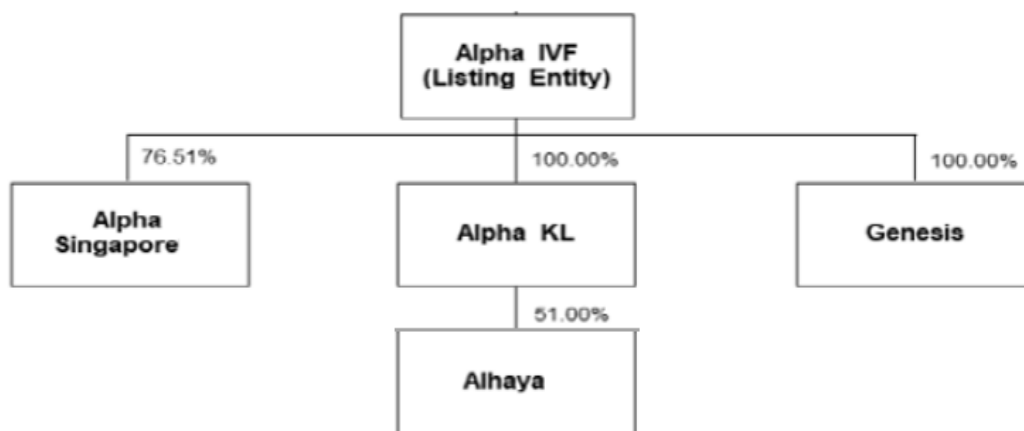 Alpha IVF
(Listing Entity)
76.51%
100.00%
100.00%
Alpha
Singapore
Alpha KL
Genesis
51.00%
Alhaya